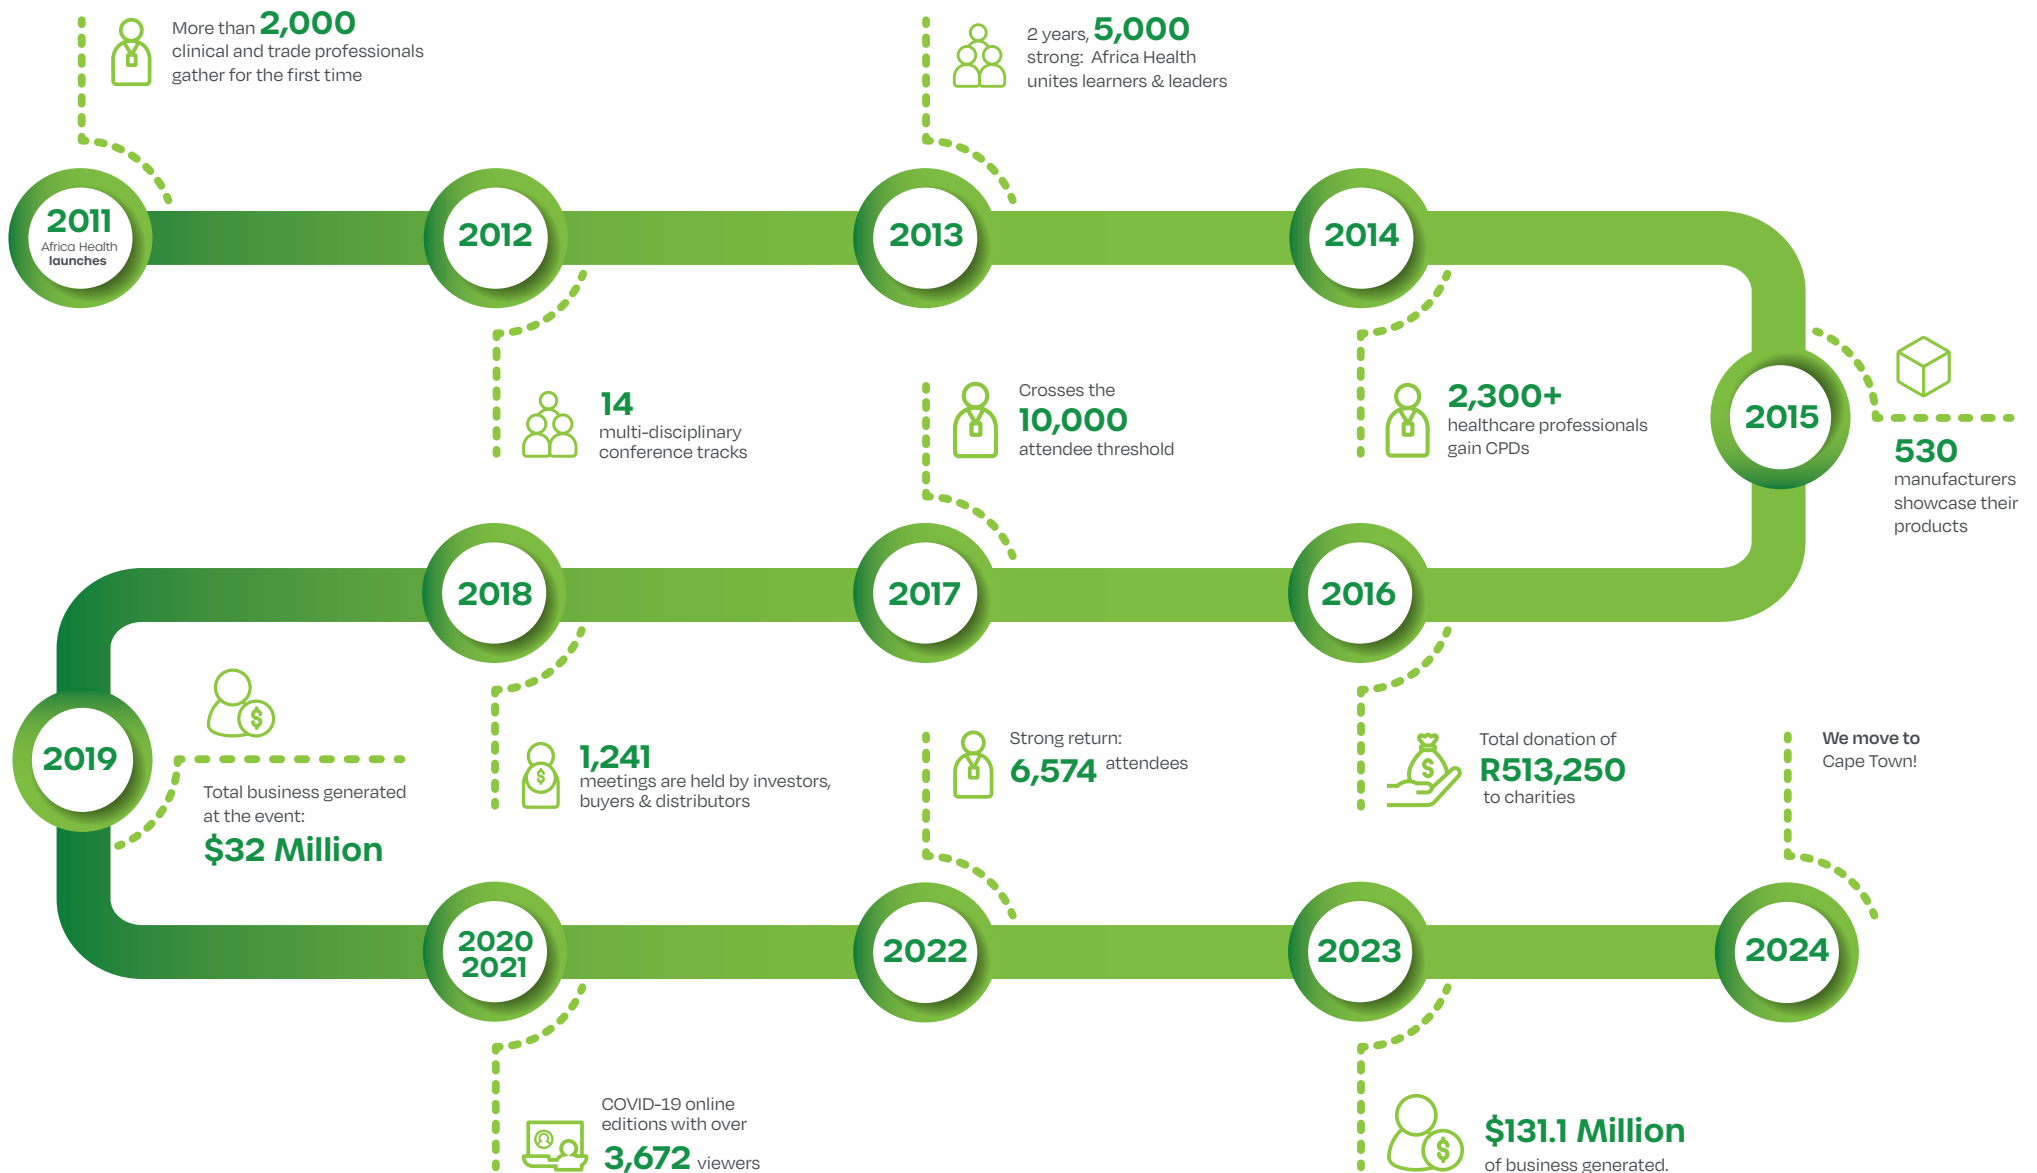 More than 2,000
clinical and trade professionals
gather for the first time
2 years, 5,000
strong: Africa Health
unites learners & leaders
2011
Africa Health
launches
2012
2013
2014
14
multi-disciplinary
conference tracks
Crosses the
10,000
attendee threshold
2,300+
healthcare professionals
gain CPDs
2015
530
manufacturers
showcase their
products
2018
2017
2016
2019
$
Total business generated
at the event:
$32 Million
$
1,241
meetings are held by investors,
buyers & distributors
Strong return:
6,574 attendees
$
Total donation of
R513,250
to charities
We move to
Cape Town!
2020
2021
2022
2023
2024
COVID-19 online
editions with over
3,672 viewers
$
$131.1 Million
of business generated.